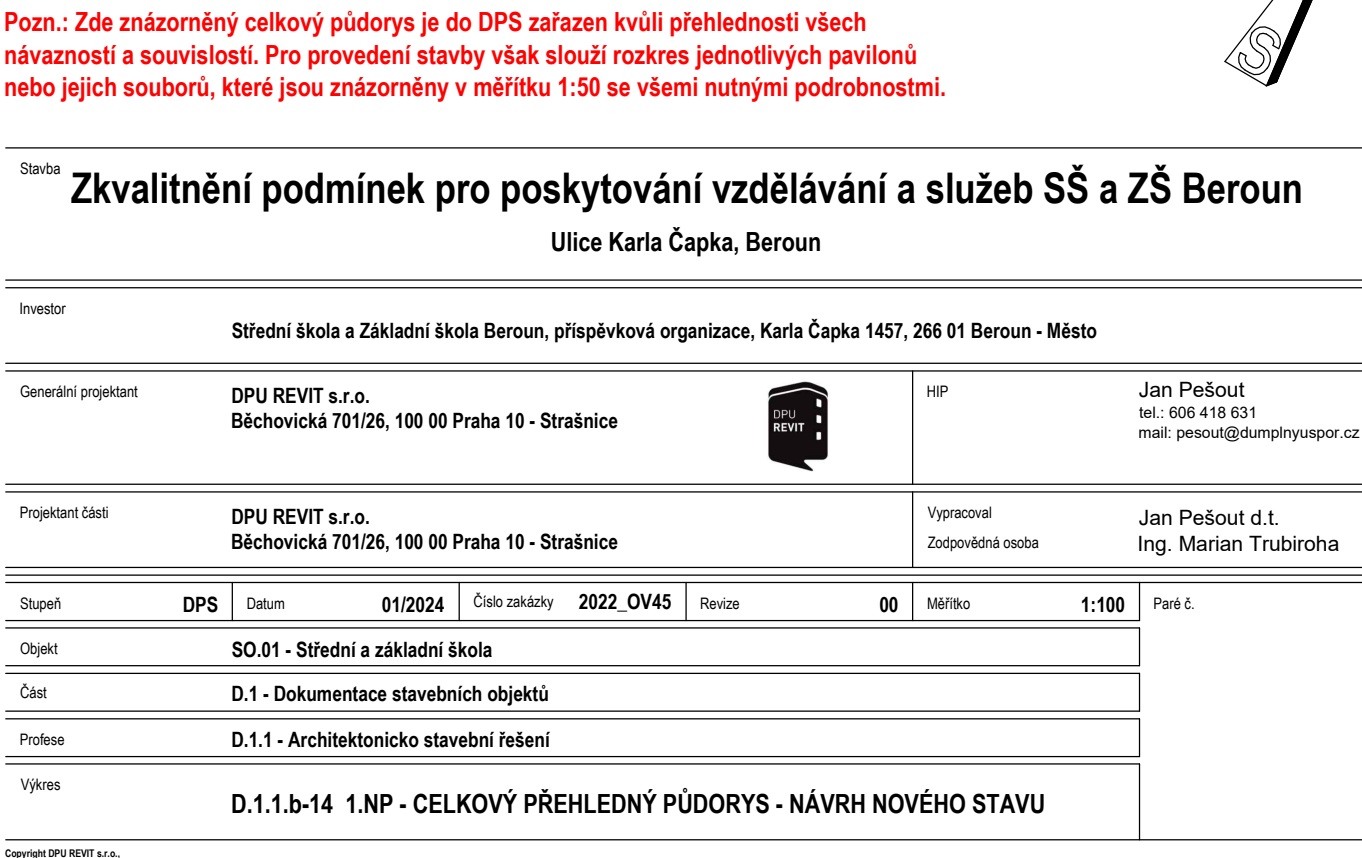 Pozn.: Zde znázorněný celkový půdorys je do DPS zařazen kvůli přehlednosti všech
návazností a souvislostí. Pro provedení stavby však slouží rozkres jednotlivých pavilonů
nebo jejich souborů, které jsou znázorněny v měřítku 1:50 se všemi nutnými podrobnostmi.
S
Stavba
Zkvalitnění podmínek pro poskytování vzdělávání a služeb SŠ a ZŠ Beroun
Ulice Karla Čapka, Beroun
Investor
Střední škola a Základní škola Beroun, příspěvková organizace, Karla Čapka 1457, 266 01 Beroun - Město
Generální projektant
DPU REVIT s.r.o.
Běchovická 701/26, 100 00 Praha 10 - Strašnice
DPU
REVIT
HIP
Jan Pešout
tel.: 606 418 631
mail: pesout@dumplnyuspor.cz
Projektant části
DPU REVIT s.r.o.
Běchovická 701/26, 100 00 Praha 10 - Strašnice
Vypracoval Jan Pešout d.t.
Zodpovědná osoba Ing. Marian Trubiroha
Stupeň DPS Datum 01/2024 Číslo zakázky 2022_OV45 Revize 00 Měřítko 1:100 Paré č.
Objekt SO.01 - Střední a základní škola
Část D.1 - Dokumentace stavebních objektů
Profese D.1.1 - Architektonicko stavební řešení
Výkres
D.1.1.b-14 1.NP - CELKOVÝ PŘEHLEDNÝ PŮDORYS - NÁVRH NOVÉHO STAVU
Copyright DPU REVIT s.r.o.,